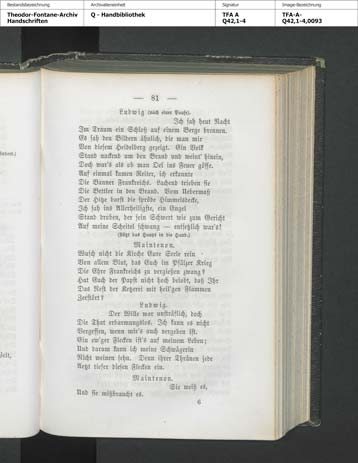 Bestandsbezeichnung
Archivalieneinheit
Signatur
Image-Bezeichnung
Theodor-Fontane-Archiv
Handschriften
Q - Handbibliothek
TFA A
Q42,1-4
TFA-A-
Q42,1-4,0093
— 81 —
Ludwig (nach einer Pause).
Ich sah heut Nacht
Im Traum ein Schloß auf einem Berge brennen.
Es sah den Bildern ähnlich, die man mir
Von diesem Heidelberg gezeigt. Ein Volk
Stand nackend um den Brand und weint' hinein,
Doch war's als ob man Oel ins Feuer gösse.
Auf einmal kamen Reiter, ich erkannte
Die Banner Frankreichs. Lachend trieben sie
Die Bettler in den Brand. Vom Uebermaß
Der Hitze barst die spröde Himmelsdecke,
Ich sah ins Allerheiligste, ein Engel
Stand droben, der sein Schwert wie zum Gericht
Auf meine Scheitel schwang — entsetzlich war's!
(Stützt das Haupt in die Hand.)
Maintenon.
Wusch nicht die Kirche Eure Seele rein
Von allem Blut, das Euch im Pfälzer Krieg
Die Ehre Frankreichs zu vergießen zwang?
Hat Euch der Papst nicht hoch belobt, daß Ihr
Das Nest der Ketzerei mit heil'gen Flammen
Zerstört?
Ludwig.
Der Wille war unsträflich, doch
Die That erbarmungslos. Ich kann es nicht
Vergessen, wenn mir's auch vergeben ist.
Ein ew'ger Flecken ist's auf meinem Leben;
Und darum kann ich meine Schwägerin
Nicht weinen sehn. Denn ihrer Thränen jede
Aetzt tiefer diesen Flecken ein.
Maintenon.
Sie weiß es,
Und sie mißbraucht es.
6